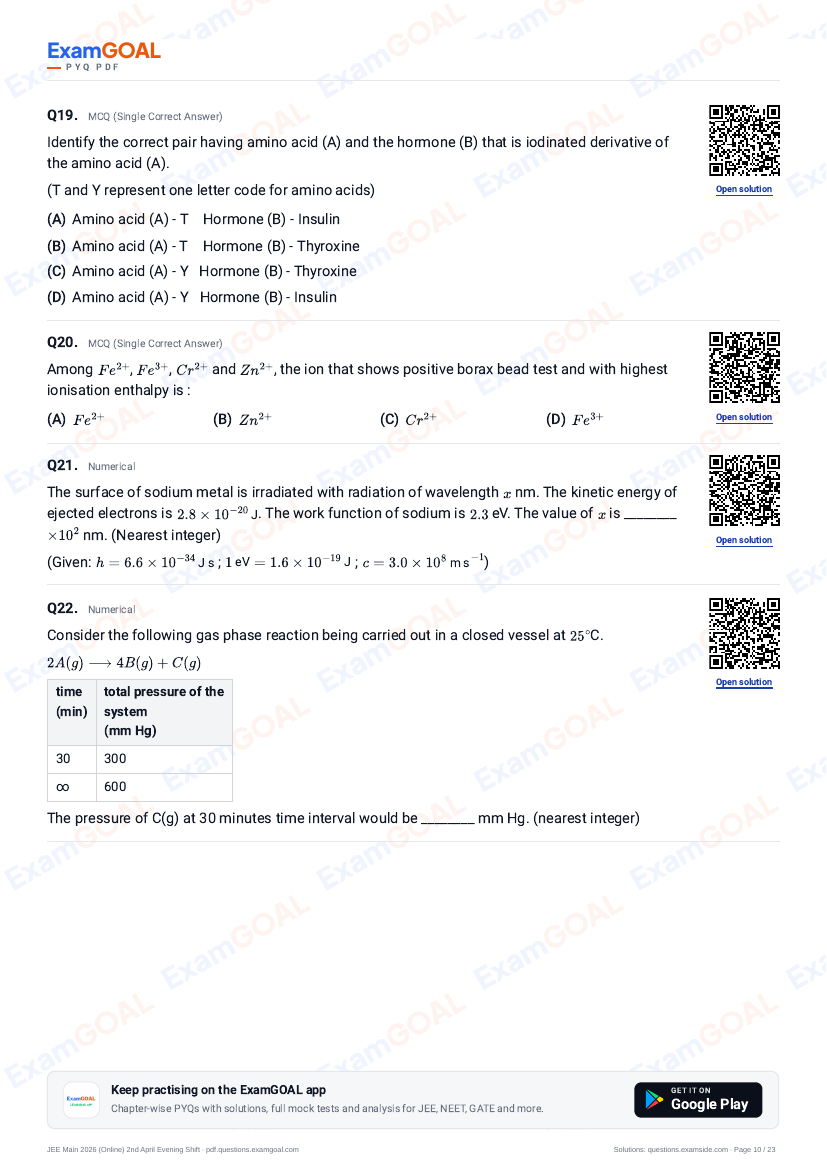 ExamGOAL
PYQ PDF
Q19. MCQ (Single Correct Answer)
Identify the correct pair having amino acid (A) and the hormone (B) that is iodinated derivative of
the amino acid (A).
(T and Y represent one letter code for amino acids)
(A) Amino acid (A) - T Hormone (B) - Insulin
(B) Amino acid (A) - T Hormone (B) - Thyroxine
(C) Amino acid (A) - Y Hormone (B) - Thyroxine
(D) Amino acid (A) - Y Hormone (B) - Insulin
Open solution
Q20. MCQ (Single Correct Answer)
Among Fe²⁺, Fe³⁺, Cr²⁺ and Zn²⁺, the ion that shows positive borax bead test and with highest
ionisation enthalpy is :
(A) Fe²⁺ (B) Zn²⁺ (C) Cr²⁺ (D) Fe³⁺
Open solution
Q21. Numerical
The surface of sodium metal is irradiated with radiation of wavelength x nm. The kinetic energy of
ejected electrons is 2.8 × 10⁻²⁰ J. The work function of sodium is 2.3 eV. The value of x is ________
×10² nm. (Nearest integer)
(Given: h = 6.6 × 10⁻³⁴ J s ; 1 eV = 1.6 × 10⁻¹⁹ J ; c = 3.0 × 10⁸ m s⁻¹)
Open solution
Q22. Numerical
Consider the following gas phase reaction being carried out in a closed vessel at 25°C.
2A(g) ⟶ 4B(g) + C(g)
time total pressure of the
(min) system
(mm Hg)
30 300
∞ 600
The pressure of C(g) at 30 minutes time interval would be ________ mm Hg. (nearest integer)
Open solution
Keep practising on the ExamGOAL app
Chapter-wise PYQs with solutions, full mock tests and analysis for JEE, NEET, GATE and more.
GET IT ON
Google Play
JEE Main 2026 (Online) 2nd April Evening Shift · pdf.questions.examgoal.com
Solutions: questions.examside.com · Page 10 / 23